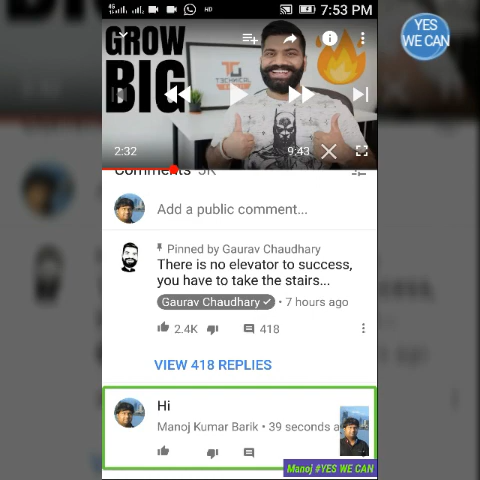 7:53 PM
YES
WE CAN
GROW
BIG
TECHNICAL
2:32
9:43
Comments 3K
Add a public comment...
Pinned by Gaurav Chaudhary
There is no elevator to success,
you have to take the stairs...
Gaurav Chaudhary • 7 hours ago
2.4K
418
VIEW 418 REPLIES
Hi
Manoj Kumar Barik • 39 seconds a
Manoj #YES WE CAN